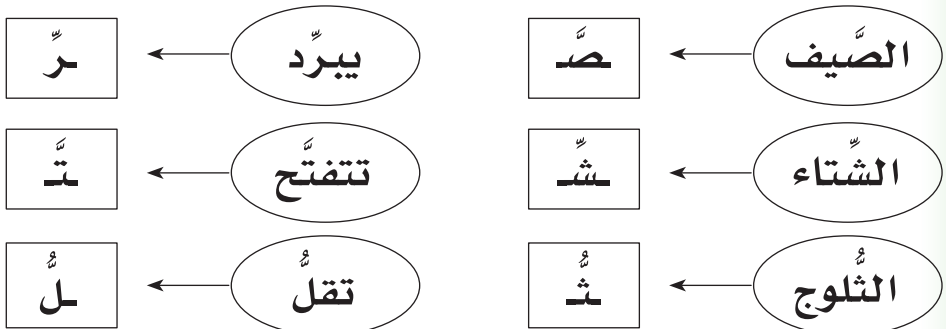 الصَّيف ـصَّـ يبرِّد ـرِّ
الشِّتاء ـشِّـ تتفتَّح ـتَّـ
الثُّلوج ـثُّـ تقلُّ ـلُّ